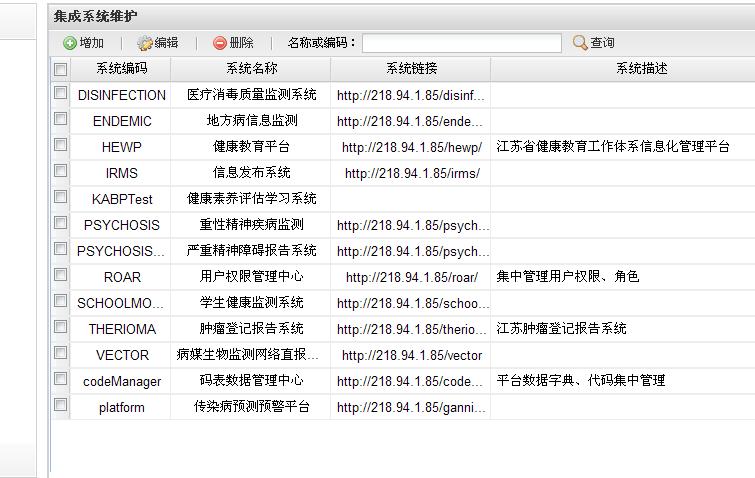 集成系统维护
增加 编辑 删除 名称或编码： 查询
系统编码 系统名称 系统链接 系统描述
DISINFECTION 医疗消毒质量监测系统 http://218.94.1.85/disinf...
ENDEMIC 地方病信息监测 http://218.94.1.85/ende...
HEWP 健康教育平台 http://218.94.1.85/hewp/ 江苏省健康教育工作体系信息化管理平台
IRMS 信息发布系统 http://218.94.1.85/irms/
KABPTest 健康素养评估学习系统
PSYCHOSIS 重性精神疾病监测 http://218.94.1.85/psych...
PSYCHOSIS... 严重精神障碍报告系统 http://218.94.1.85/psych...
ROAR 用户权限管理中心 http://218.94.1.85/roar/ 集中管理用户权限、角色
SCHOOLMO... 学生健康监测系统 http://218.94.1.85/schoo...
THERIOMA 肿瘤登记报告系统 http://218.94.1.85/therio... 江苏肿瘤登记报告系统
VECTOR 病媒生物监测网络直报... http://218.94.1.85/vector
codeManager 码表数据管理中心 http://218.94.1.85/code... 平台数据字典、代码集中管理
platform 传染病预测预警平台 http://218.94.1.85/ganni...